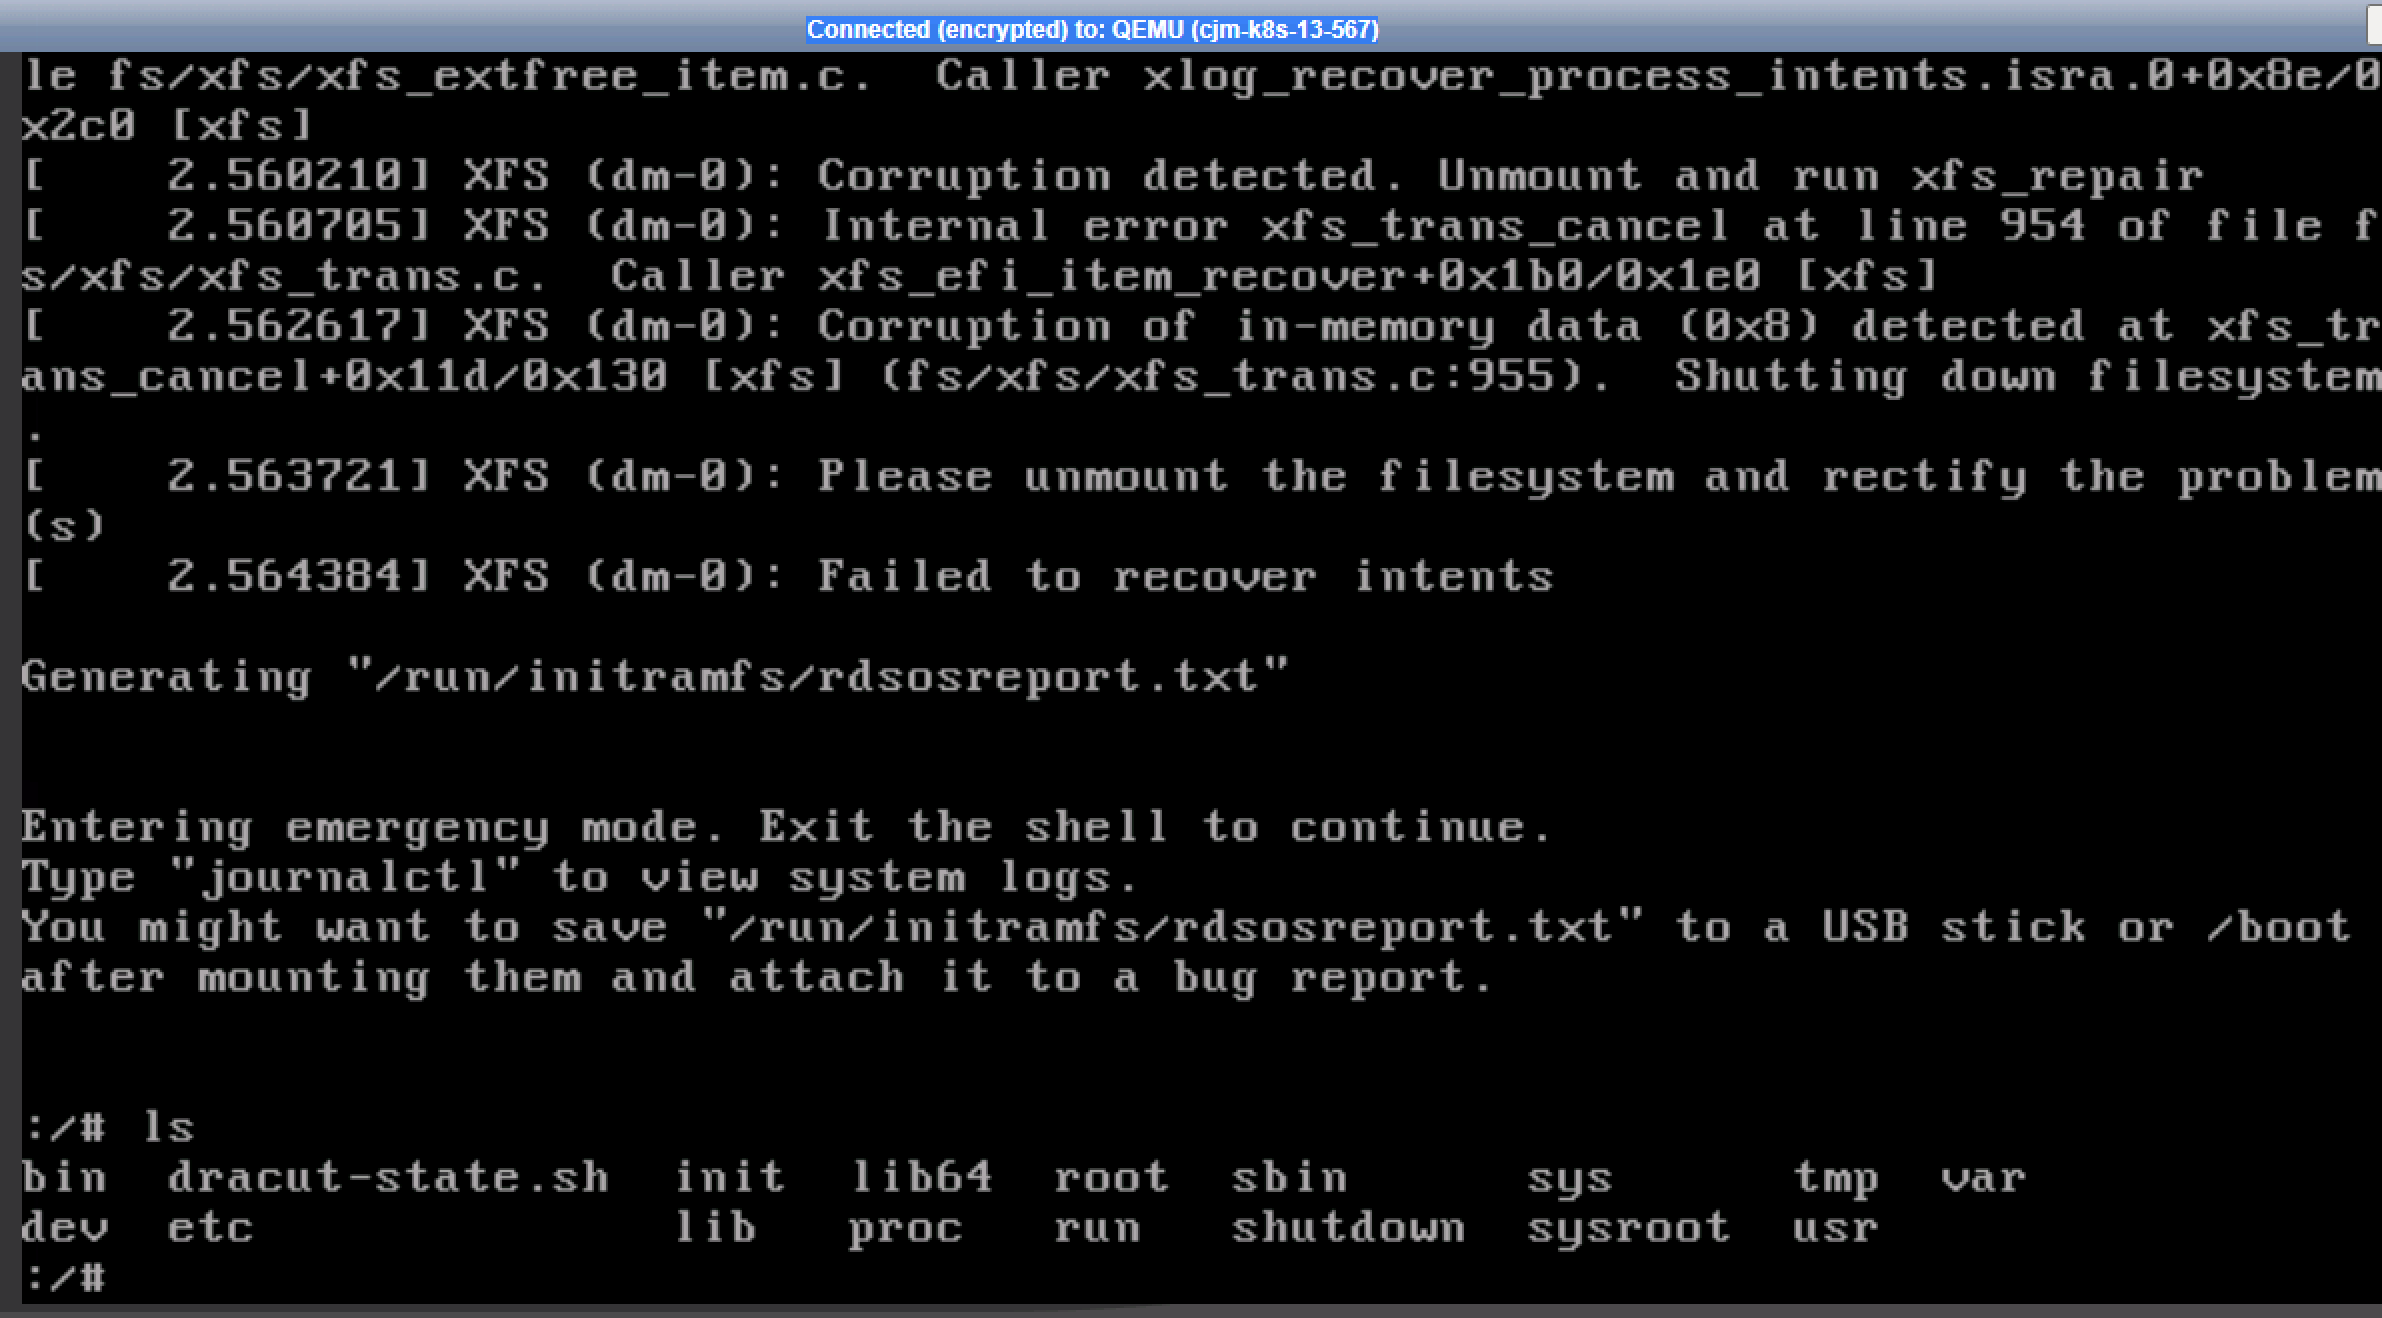 Connected (encrypted) to: QEMU (cjm-k8s-13-567)
le fs/xfs/xfs_extfree_item.c.  Caller xlog_recover_process_intents.isra.0+0x8e/0
x2c0 [xfs]
[    2.560210] XFS (dm-0): Corruption detected. Unmount and run xfs_repair
[    2.560705] XFS (dm-0): Internal error xfs_trans_cancel at line 954 of file f
s/xfs/xfs_trans.c.  Caller xfs_efi_item_recover+0x1b0/0x1e0 [xfs]
[    2.562617] XFS (dm-0): Corruption of in-memory data (0x8) detected at xfs_tr
ans_cancel+0x11d/0x130 [xfs] (fs/xfs/xfs_trans.c:955).  Shutting down filesystem
.
[    2.563721] XFS (dm-0): Please unmount the filesystem and rectify the problem
(s)
[    2.564384] XFS (dm-0): Failed to recover intents
Generating "/run/initramfs/rdsosreport.txt"
Entering emergency mode. Exit the shell to continue.
Type "journalctl" to view system logs.
You might want to save "/run/initramfs/rdsosreport.txt" to a USB stick or /boot
after mounting them and attach it to a bug report.
:/# ls
bin  dracut-state.sh  init  lib64  root  sbin      sys      tmp  var
dev  etc              lib   proc   run   shutdown  sysroot  usr
:/#